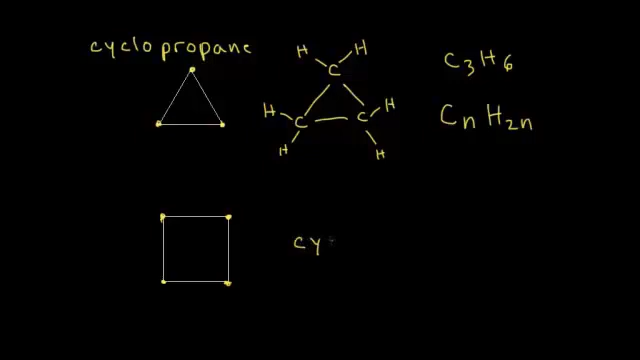 cyclopropane
H H
C
H C C H
H H
C3H6
CnH2n
cy